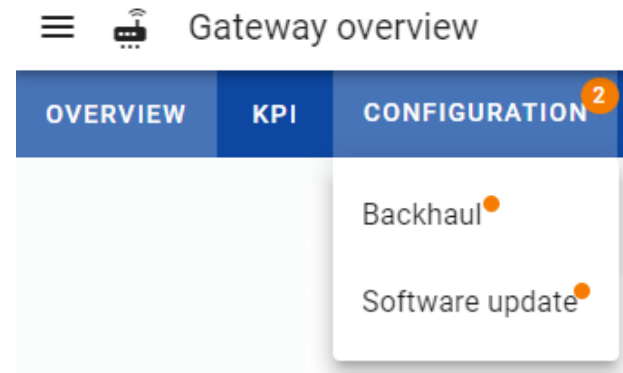 Gateway overview
OVERVIEW KPI CONFIGURATION 2
Backhaul
Software update